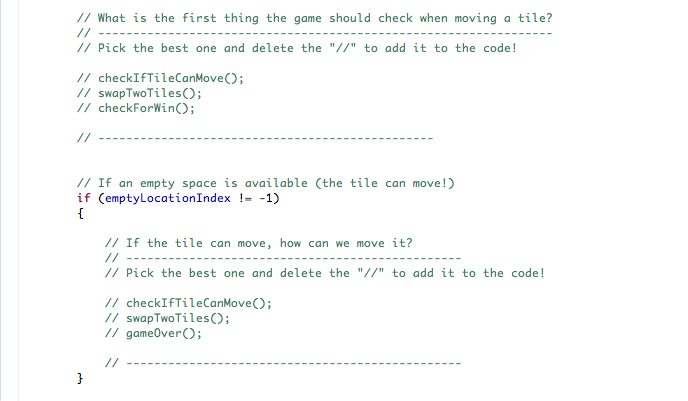 // What is the first thing the game should check when moving a tile?
// -----------------------------------------------------------------
// Pick the best one and delete the "//" to add it to the code!
// checkIfTileCanMove();
// swapTwoTiles();
// checkForWin();
// ------------------------------------------------
// If an empty space is available (the tile can move!)
if (emptyLocationIndex != -1)
{
// If the tile can move, how can we move it?
// ------------------------------------------------
// Pick the best one and delete the "//" to add it to the code!
// checkIfTileCanMove();
// swapTwoTiles();
// gameOver();
// ------------------------------------------------
}